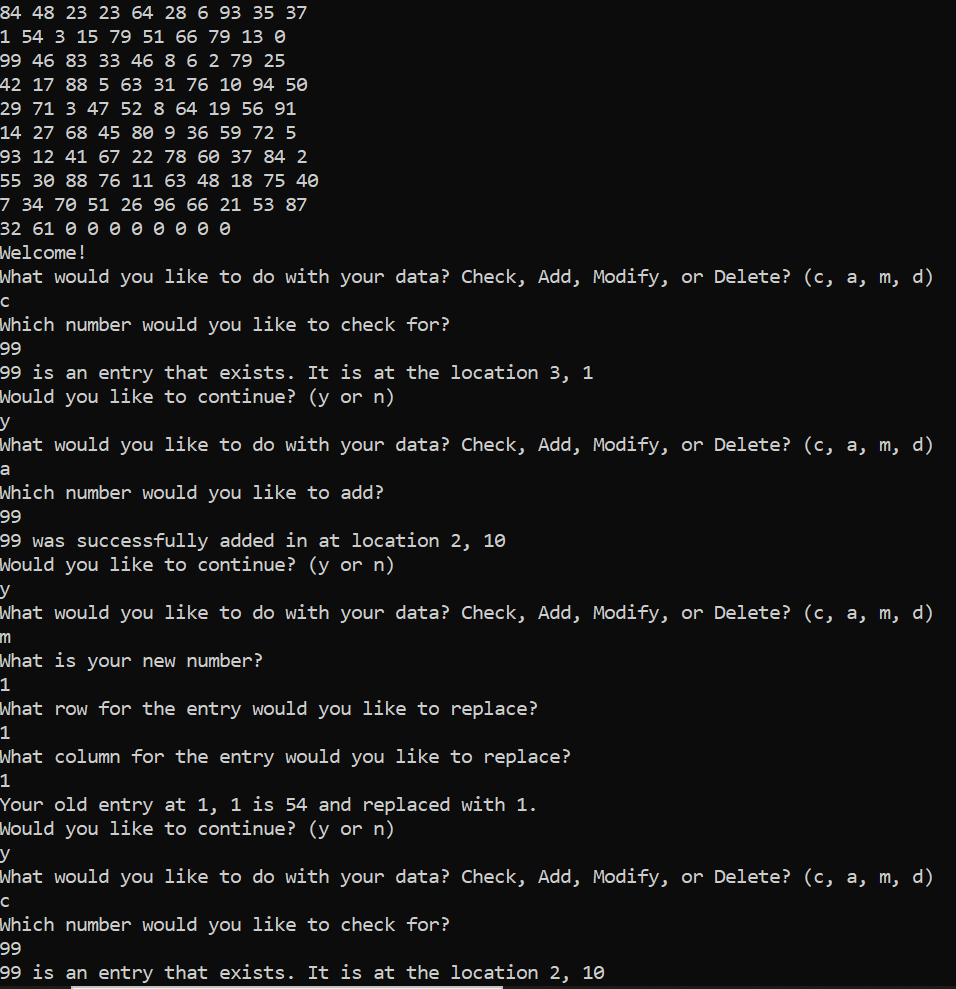 84 48 23 23 64 28 6 93 35 37
1 54 3 15 79 51 66 79 13 0
99 46 83 33 46 8 6 2 79 25
42 17 88 5 63 31 76 10 94 50
29 71 3 47 52 8 64 19 56 91
14 27 68 45 80 9 36 59 72 5
93 12 41 67 22 78 60 37 84 2
55 30 88 76 11 63 48 18 75 40
7 34 70 51 26 96 66 21 53 87
32 61 0 0 0 0 0 0 0 0
Welcome!
What would you like to do with your data? Check, Add, Modify, or Delete? (c, a, m, d)
c
Which number would you like to check for?
99
99 is an entry that exists. It is at the location 3, 1
Would you like to continue? (y or n)
y
What would you like to do with your data? Check, Add, Modify, or Delete? (c, a, m, d)
a
Which number would you like to add?
99
99 was successfully added in at location 2, 10
Would you like to continue? (y or n)
y
What would you like to do with your data? Check, Add, Modify, or Delete? (c, a, m, d)
m
What is your new number?
1
What row for the entry would you like to replace?
1
What column for the entry would you like to replace?
1
Your old entry at 1, 1 is 54 and replaced with 1.
Would you like to continue? (y or n)
y
What would you like to do with your data? Check, Add, Modify, or Delete? (c, a, m, d)
c
Which number would you like to check for?
99
99 is an entry that exists. It is at the location 2, 10